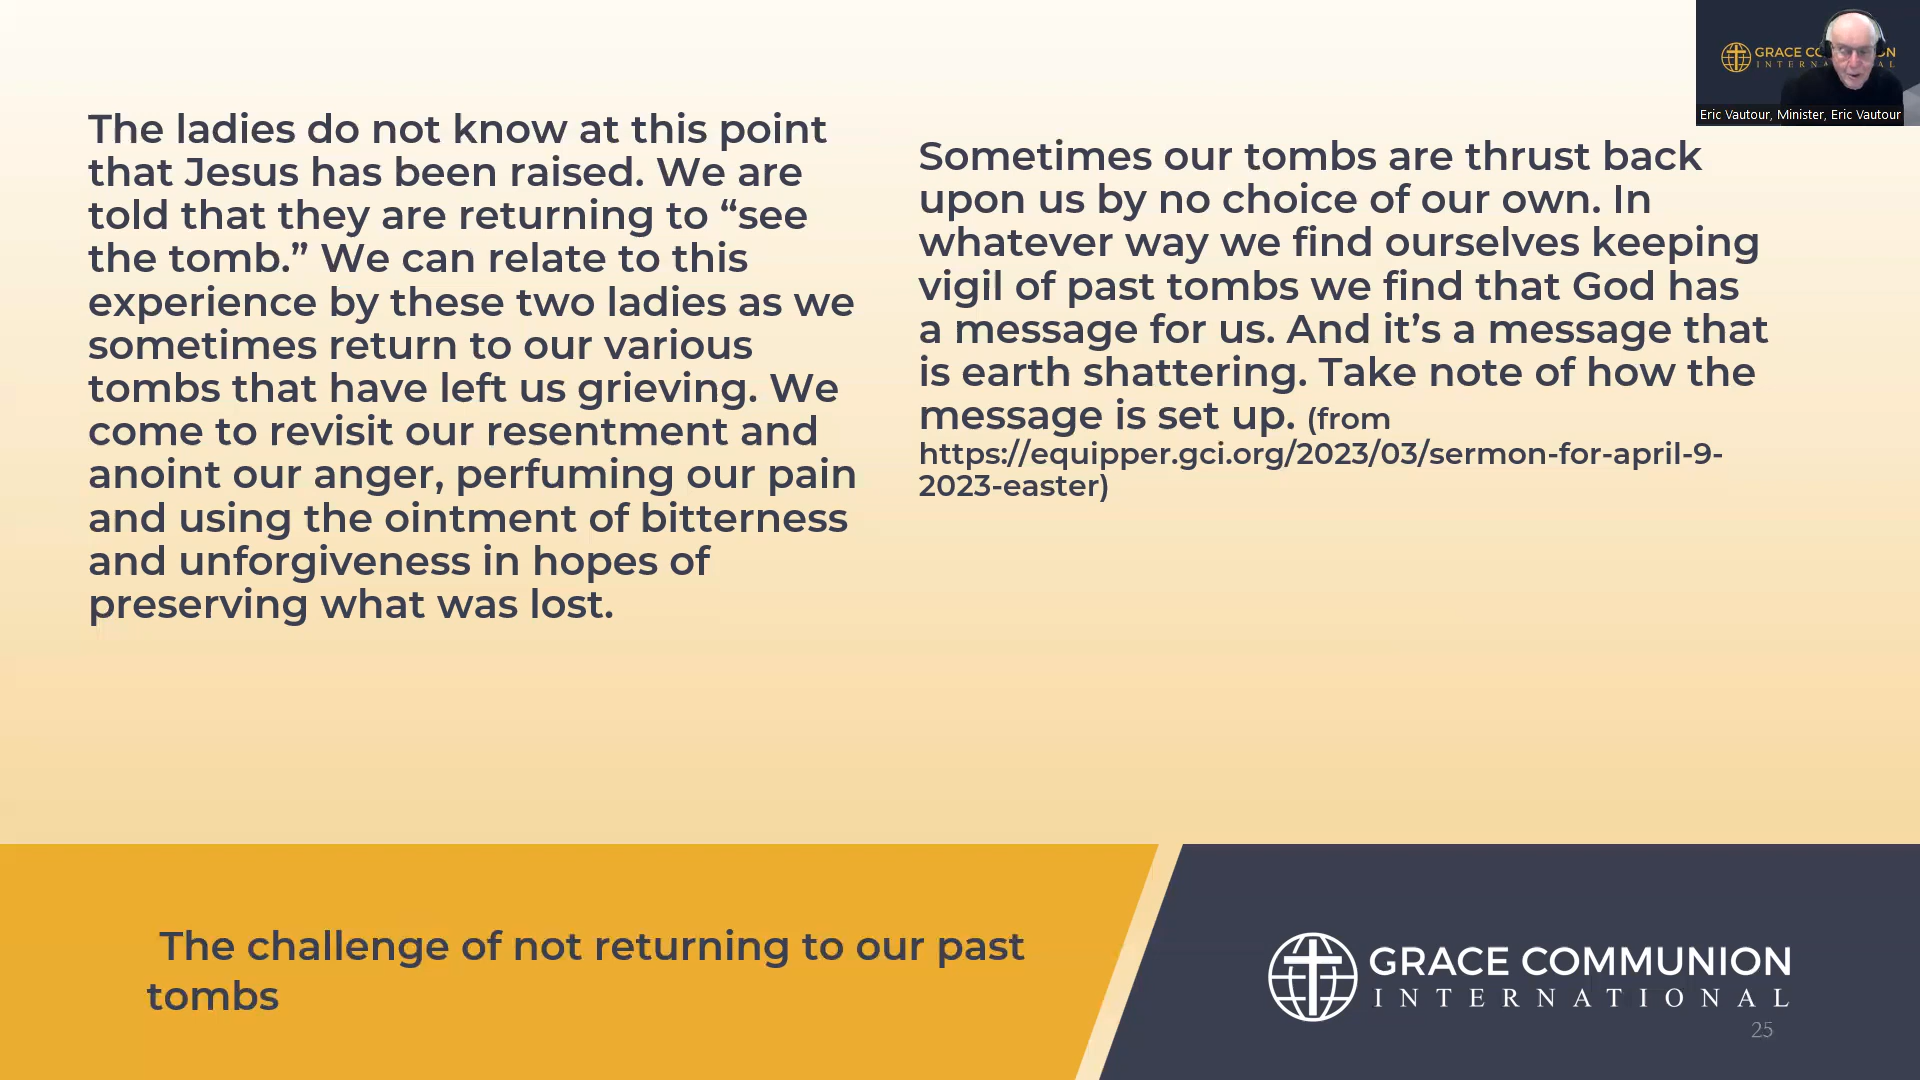 The ladies do not know at this point
that Jesus has been raised. We are
told that they are returning to “see
the tomb.” We can relate to this
experience by these two ladies as we
sometimes return to our various
tombs that have left us grieving. We
come to revisit our resentment and
anoint our anger, perfuming our pain
and using the ointment of bitterness
and unforgiveness in hopes of
preserving what was lost.
Sometimes our tombs are thrust back
upon us by no choice of our own. In
whatever way we find ourselves keeping
vigil of past tombs we find that God has
a message for us. And it’s a message that
is earth shattering. Take note of how the
message is set up. (from
https://equipper.gci.org/2023/03/sermon-for-april-9-
2023-easter)
Eric Vautour, Minister, Eric Vautour
The challenge of not returning to our past
tombs
GRACE COMMUNION
INTERNATIONAL
25